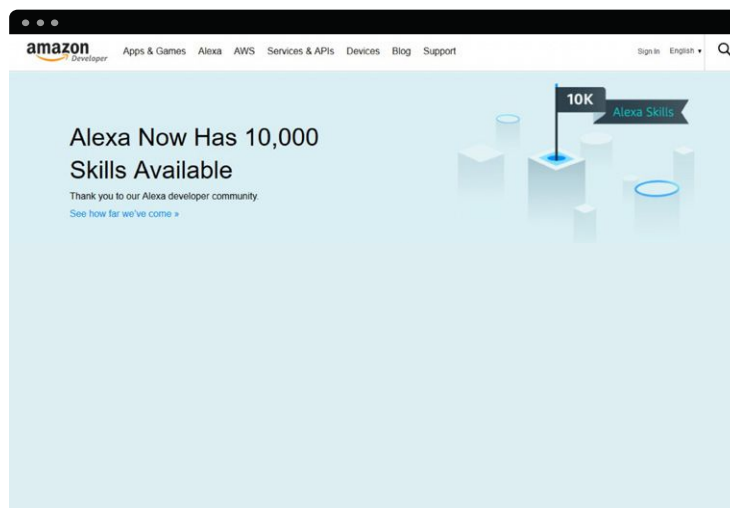 amazon
Developer
Apps & Games Alexa AWS Services & APIs Devices Blog Support
Sign In English
10K
Alexa Skills
Alexa Now Has 10,000
Skills Available
Thank you to our Alexa developer community.
See how far we've come »